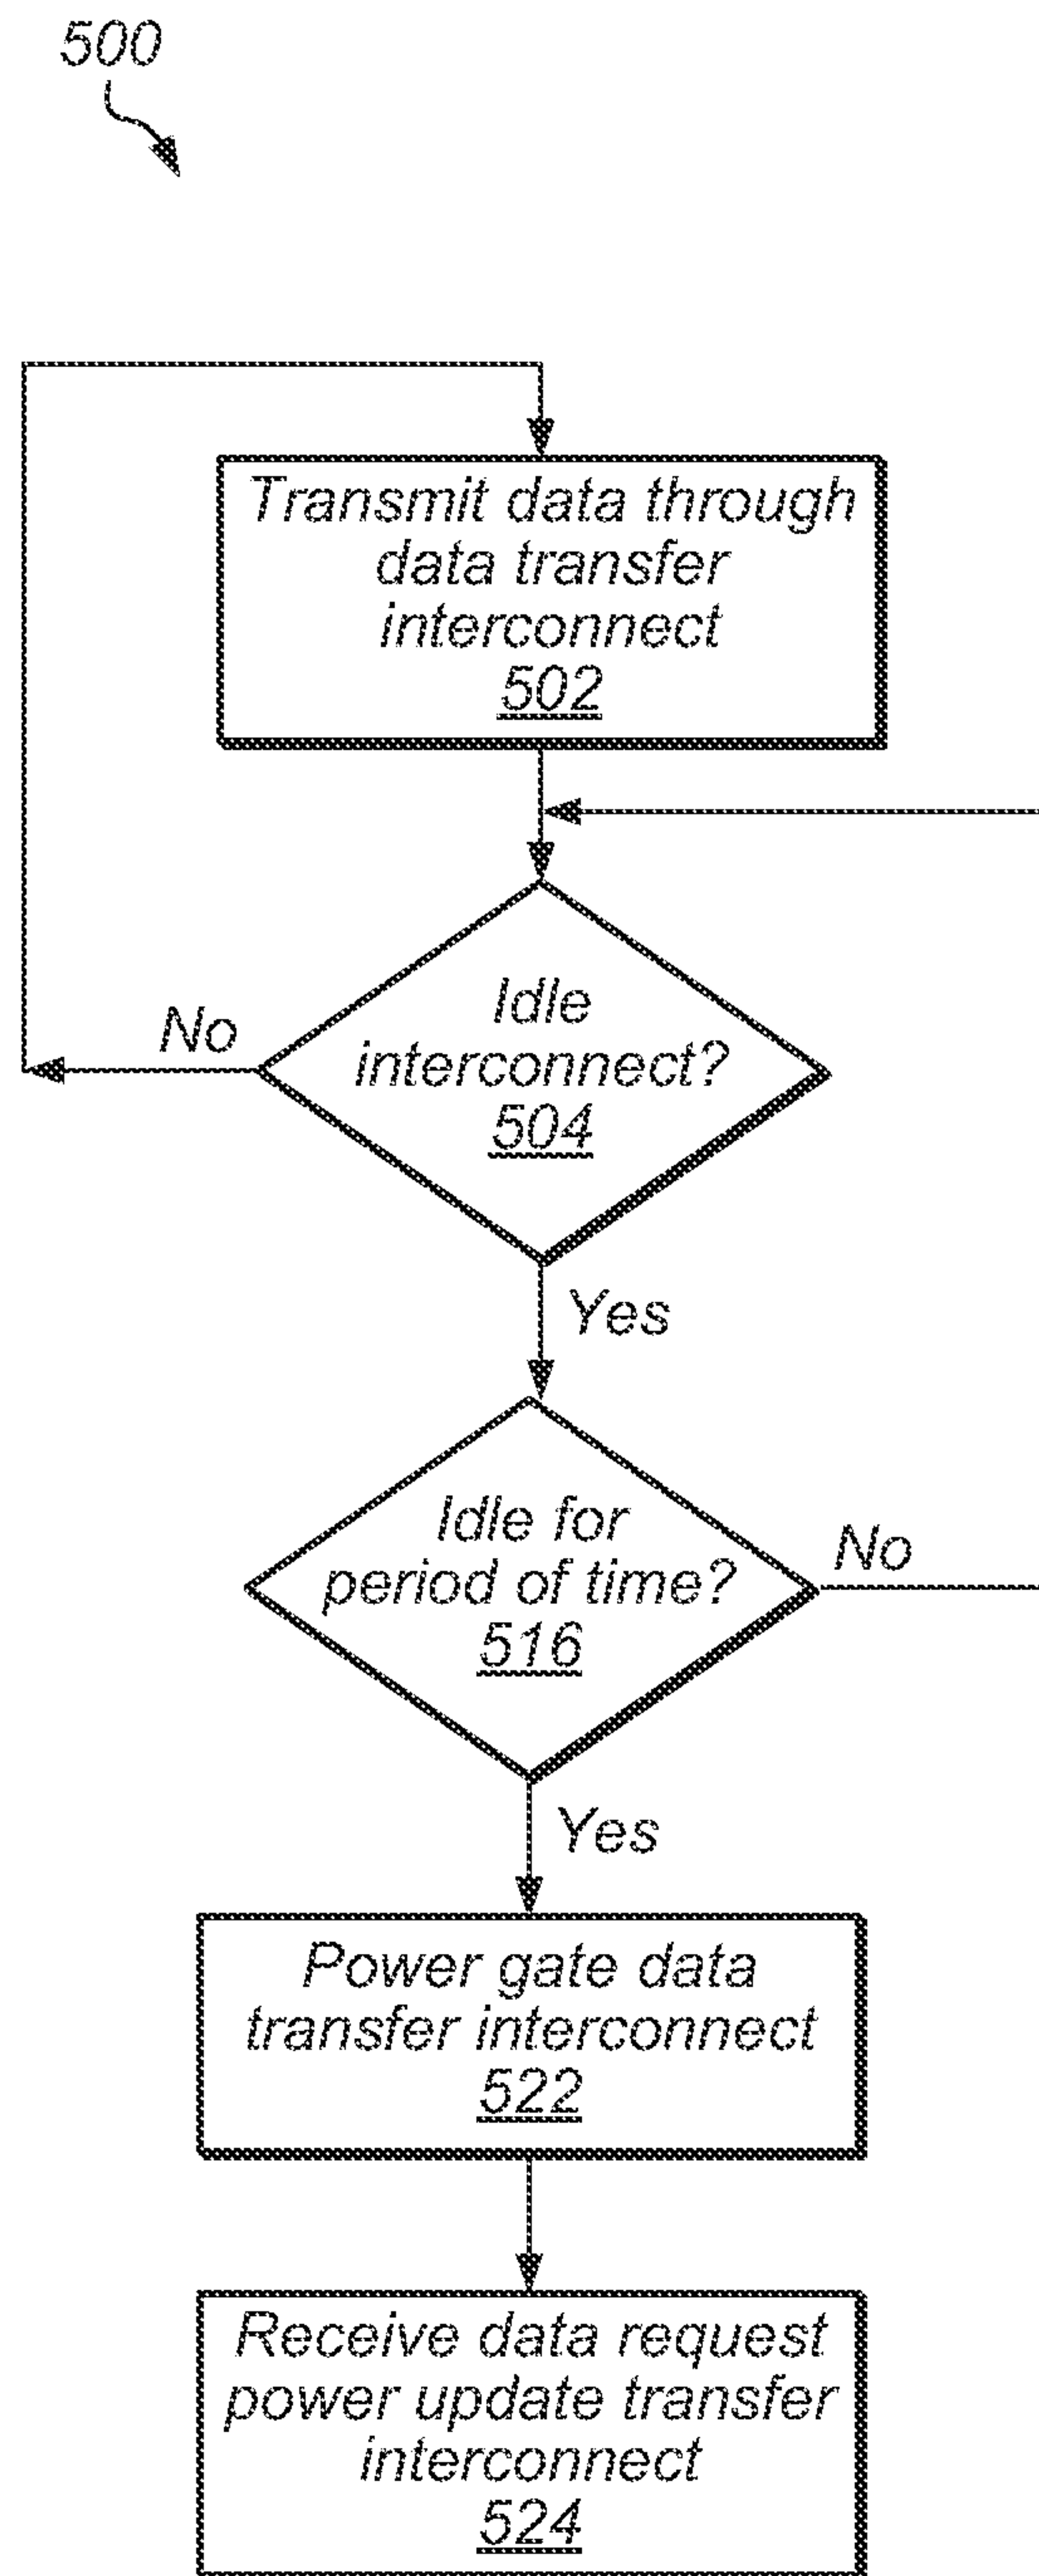 500
Transmit data through
data transfer
interconnect
502
Idle
interconnect?
504
No
Yes
Idle for
period of time?
516
No
Yes
Power gate data
transfer interconnect
522
Receive data request
power update transfer
interconnect
524